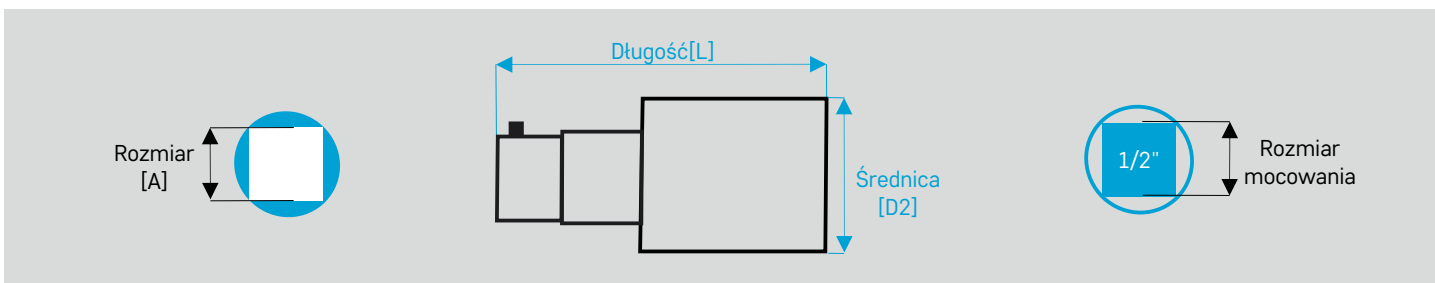 Długość[L]
Rozmiar
[A]
Średnica
[D2]
1/2"
Rozmiar
mocowania